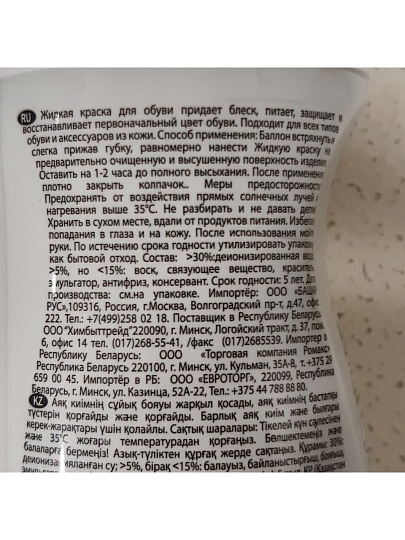 RU Жидкая краска для обуви придает блеск, питает, защищает и
восстанавливает первоначальный цвет обуви. Подходит для всех типов
обуви и аксессуаров из кожи. Способ применения: Баллон встряхнуть и
слегка прижав губку, равномерно нанести Жидкую краску на
предварительно очищенную и высушенную поверхность изделия
Оставить на 1-2 часа до полного высыхания. После применения
плотно закрыть колпачок.. Меры предосторожности
Предохранять от воздействия прямых солнечных лучей и
нагревания выше 35℃. Не разбирать и не давать детям
Хранить в сухом месте, вдали от продуктов питания. Избегать
попадания в глаза и на кожу. После использования мойте
руки. По истечению срока годности утилизировать упаковку
как бытовой отход. Состав: >30%:деионизированная вода,
>5%, но <15%: воск, связующее вещество, краситель
эмульгатор, антифриз, консервант. Срок годности: 5 лет. Дата
производства: см.на упаковке. Импортёр: ООО «БАШАК
РУС»,109316, Россия, г.Москва, Волгоградский пр-т, д.47, офис
222. Тел.: +7(499)258 02 18. Поставщик в Республику Беларусь:
ООО "Химбыттрейд"220090, г. Минск, Логойский тракт, д. 37, пом.
6, офис 14 тел. /017)268-55-41, /факс (017)2685539. Импортер в
Республику Беларусь: ООО «Торговая компания Ромакс»
Республика Беларусь 220100, г. Минск, ул. Кульман, 35А-8, т. +375 29
659 00 45. Импортер в РБ: ООО «ЕВРОТОРГ», 220099, Республики
Беларусь, г. Минск, ул. Казинца, 52А-22, Тел.: +375 44 788 88 80.
KZ Аяқ киімнің сұйық бояуы жарқыл қосады, аяқ киімнің бастапқы
түстерін қорғайды және қорғайды. Барлық аяқ киім және былғары
керек-жарақтары үшін қолайлы. Сақтық шаралары: Тікелей күн сәулесінен
және 35℃ жоғары температурадан қорғаңыз. Бөлшектемеңіз және
балаларға бермеңіз! Азық-түліктен құрғақ жерде сақтаңыз. Құрамы: 30%:
деионизацияланған су; >5%, бірақ <15%: балауыз, байланыстырғыш, бояғыш,